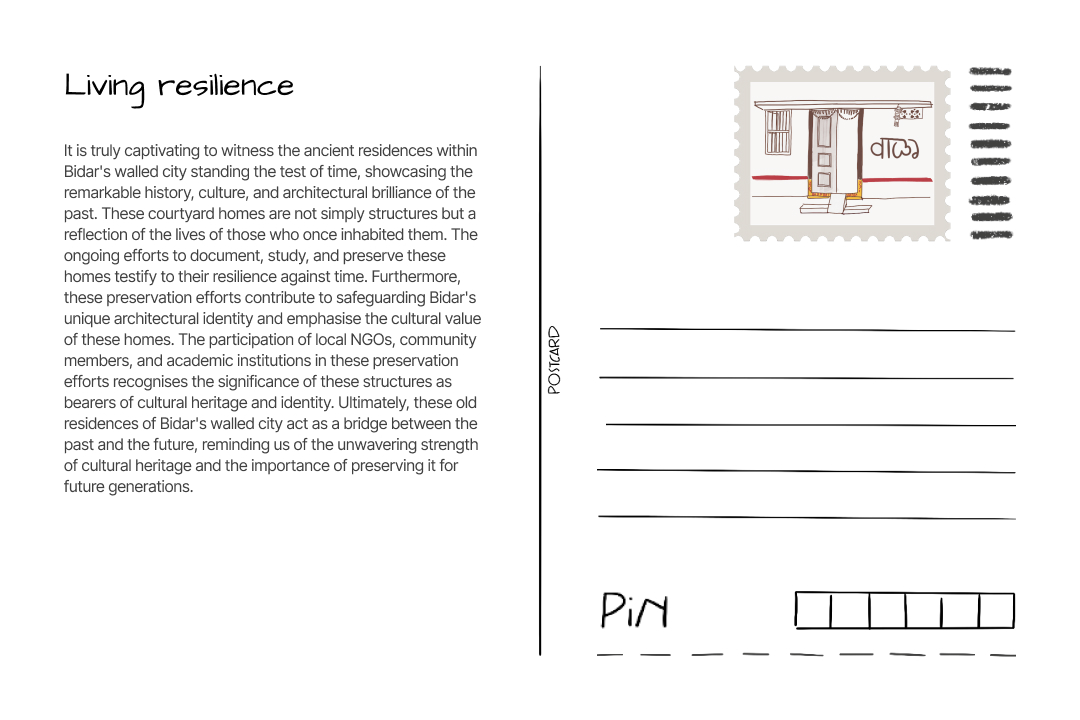 Living resilience
It is truly captivating to witness the ancient residences within
Bidar's walled city standing the test of time, showcasing the
remarkable history, culture, and architectural brilliance of the
past. These courtyard homes are not simply structures but a
reflection of the lives of those who once inhabited them. The
ongoing efforts to document, study, and preserve these
homes testify to their resilience against time. Furthermore,
these preservation efforts contribute to safeguarding Bidar's
unique architectural identity and emphasise the cultural value
of these homes. The participation of local NGOs, community
members, and academic institutions in these preservation
efforts recognises the significance of these structures as
bearers of cultural heritage and identity. Ultimately, these old
residences of Bidar's walled city act as a bridge between the
past and the future, reminding us of the unwavering strength
of cultural heritage and the importance of preserving it for
future generations.
POSTCARD
वाडा
PiN